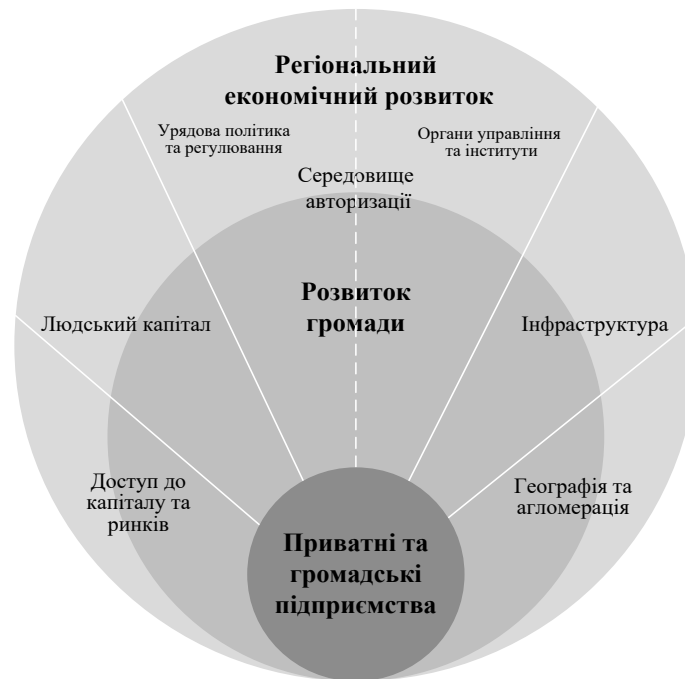 Регіональний
економічний розвиток
Урядова політика
та регулювання
Органи управління
та інститути
Середовище
авторизації
Розвиток
громади
Людський капітал
Інфраструктура
Доступ до
капіталу та
ринків
Географія та
агломерація
Приватні та
громадські
підприємства